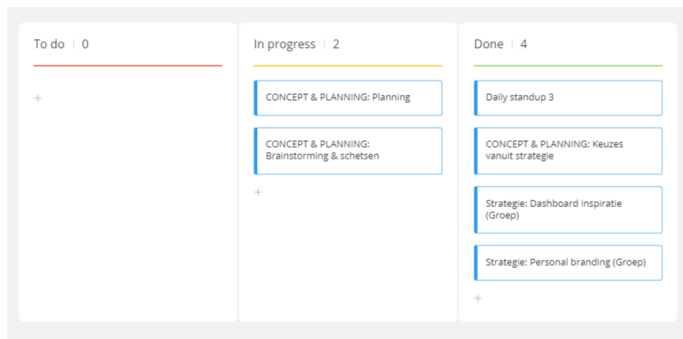 To do | 0
+
In progress | 2
CONCEPT & PLANNING: Planning
CONCEPT & PLANNING:
Brainstorming & schetsen
+
Done | 4
Daily standup 3
CONCEPT & PLANNING: Keuzes
vanuit strategie
Strategie: Dashboard inspiratie
(Groep)
Strategie: Personal branding (Groep)
+